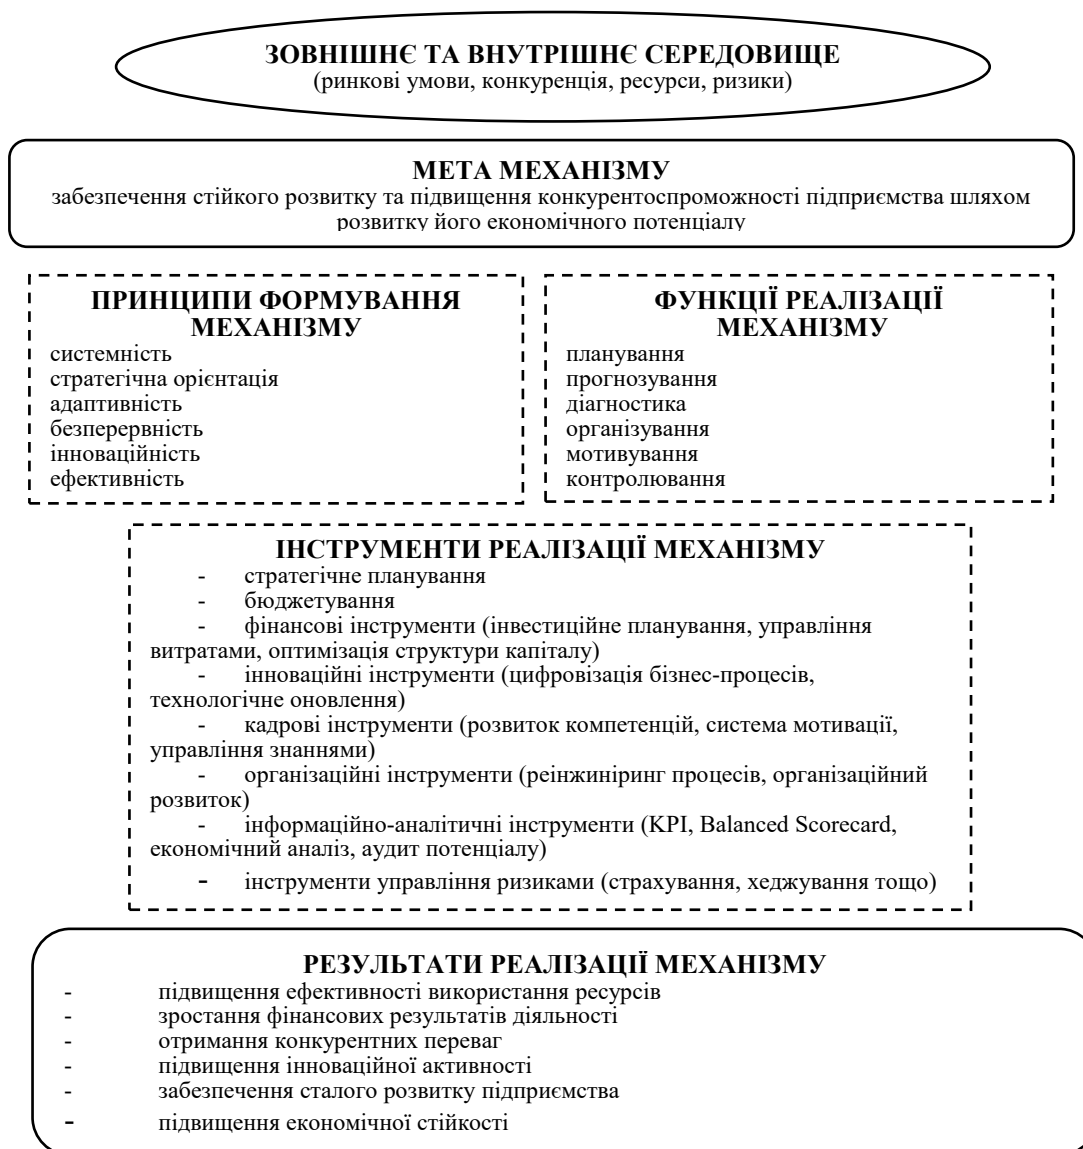 ЗОВНІШНЄ ТА ВНУТРІШНЄ СЕРЕДОВИЩЕ
(ринкові умови, конкуренція, ресурси, ризики)
МЕТА МЕХАНІЗМУ
забезпечення стійкого розвитку та підвищення конкурентоспроможності підприємства шляхом
розвитку його економічного потенціалу
ПРИНЦИПИ ФОРМУВАННЯ
МЕХАНІЗМУ
системність
стратегічна орієнтація
адаптивність
безперервність
інноваційність
ефективність
ФУНКЦІЇ РЕАЛІЗАЦІЇ
МЕХАНІЗМУ
планування
прогнозування
діагностика
організування
мотивування
контролювання
ІНСТРУМЕНТИ РЕАЛІЗАЦІЇ МЕХАНІЗМУ
- стратегічне планування
- бюджетування
- фінансові інструменти (інвестиційне планування, управління
витратами, оптимізація структури капіталу)
- інноваційні інструменти (цифровізація бізнес-процесів,
технологічне оновлення)
- кадрові інструменти (розвиток компетенцій, система мотивації,
управління знаннями)
- організаційні інструменти (реінжиніринг процесів, організаційний
розвиток)
- інформаційно-аналітичні інструменти (KPI, Balanced Scorecard,
економічний аналіз, аудит потенціалу)
- інструменти управління ризиками (страхування, хеджування тощо)
РЕЗУЛЬТАТИ РЕАЛІЗАЦІЇ МЕХАНІЗМУ
- підвищення ефективності використання ресурсів
- зростання фінансових результатів діяльності
- отримання конкурентних переваг
- підвищення інноваційної активності
- забезпечення сталого розвитку підприємства
- підвищення економічної стійкості